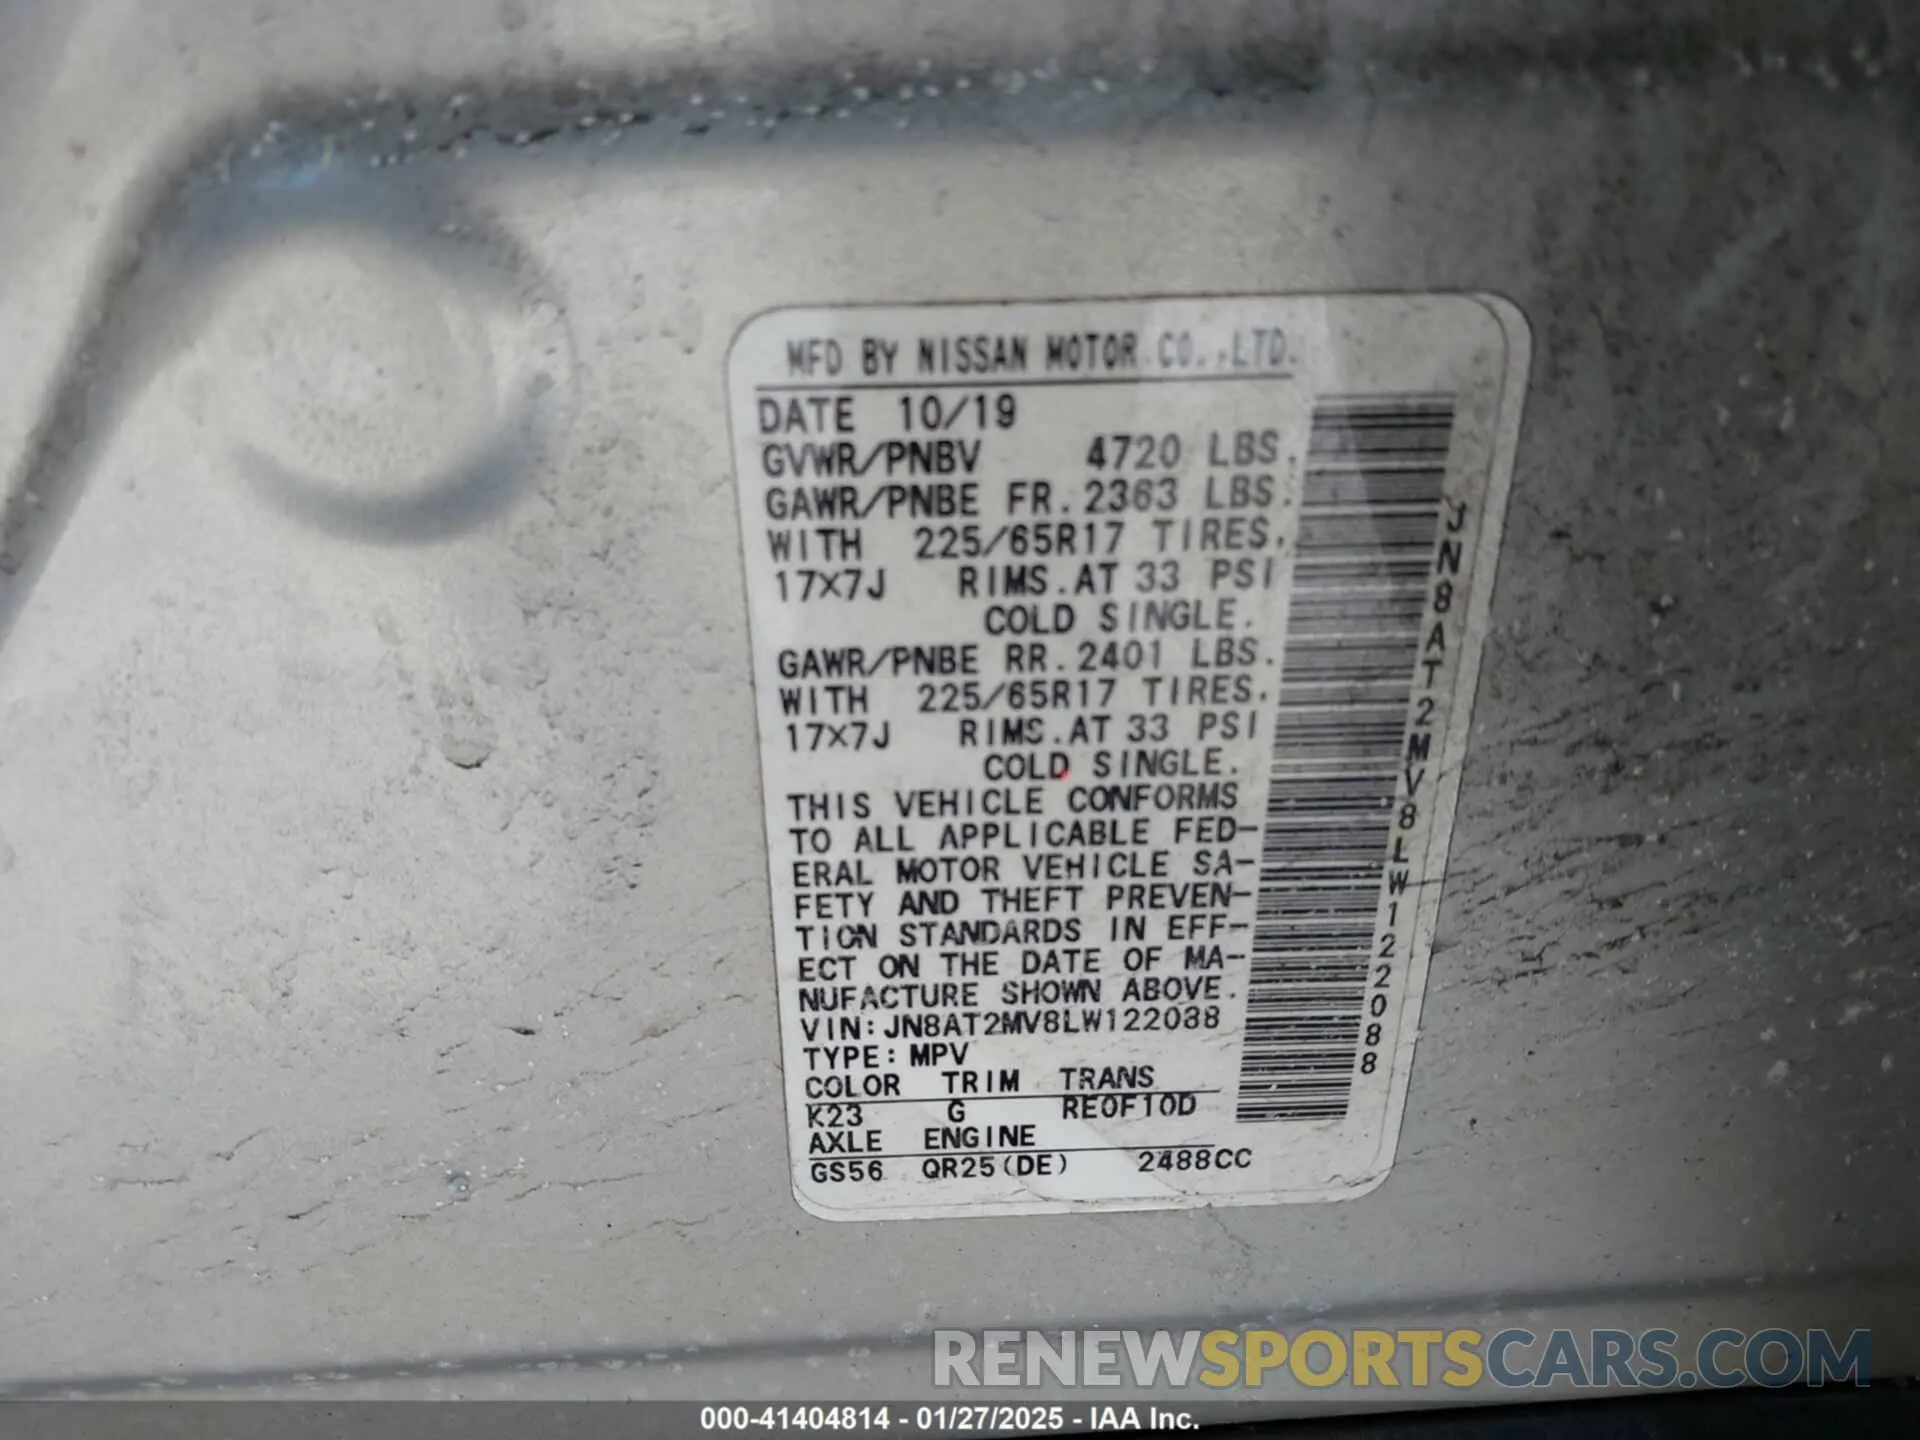 MFD BY NISSAN MOTOR CO.,LTD.
DATE 10/19
GVWR/PNBV 4720 LBS.
GAWR/PNBE FR. 2363 LBS.
WITH 225/65R17 TIRES.
17X7J RIMS.AT 33 PSI
COLD SINGLE.
GAWR/PNBE RR. 2401 LBS.
WITH 225/65R17 TIRES.
17X7J RIMS.AT 33 PSI
COLD SINGLE.
THIS VEHICLE CONFORMS
TO ALL APPLICABLE FED-
ERAL MOTOR VEHICLE SA-
FETY AND THEFT PREVEN-
TION STANDARDS IN EFF-
ECT ON THE DATE OF MA-
NUFACTURE SHOWN ABOVE.
VIN: JN8AT2MV8LW122088
TYPE: MPV
COLOR TRIM TRANS
K23 G RE0F10D
AXLE ENGINE
GS56 QR25(DE) 2488CC
JN8AT2MV8LW122088
RENEWSPORTSCARS.COM
000-41404814 - 01/27/2025 - IAA Inc.